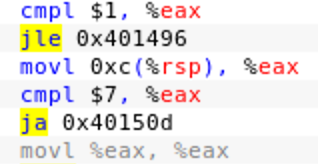 cmpl $1, %eax
jle 0x401496
movl 0xc(%rsp), %eax
cmpl $7, %eax
ja 0x40150d
movl %eax, %eax